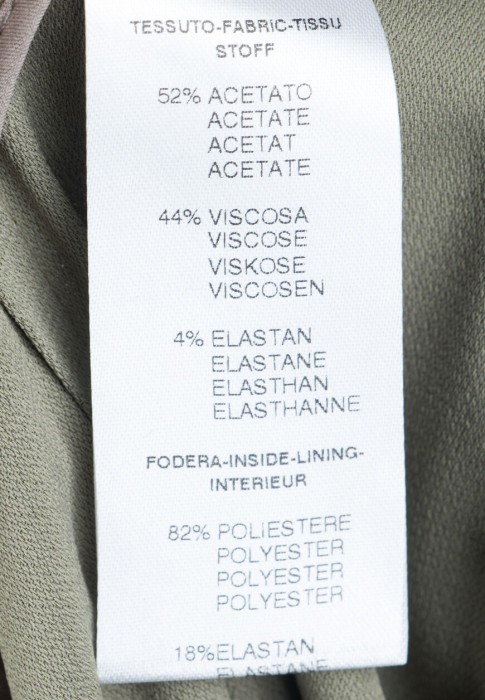 TESSUTO-FABRIC-TISSU
STOFF
52% ACETATO
ACETATE
ACETAT
ACETATE
44% VISCOSA
VISCOSE
VISKOSE
VISCOSEN
4% ELASTAN
ELASTANE
ELASTHAN
ELASTHANNE
FODERA-INSIDE-LINING-
INTERIEUR
82% POLIESTERE
POLYESTER
POLYESTER
POLYESTER
18%ELASTAN
ELASTANE